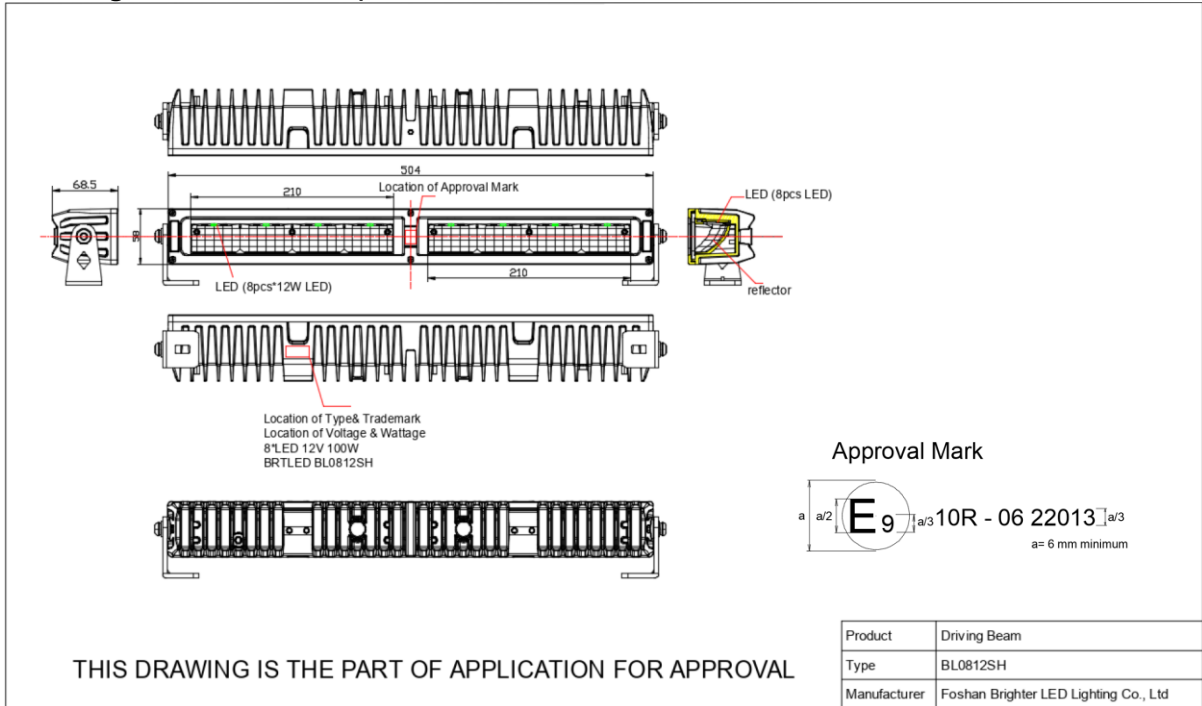 504
68.5
210
Location of Approval Mark
LED (8pcs LED)
58
210
LED (8pcs*12W LED)
reflector
Location of Type& Trademark
Location of Voltage & Wattage
8*LED 12V 100W
BRTLED BL0812SH
Approval Mark
a a/2 E 9 a/3 10R - 06 22013 a/3
a= 6 mm minimum
THIS DRAWING IS THE PART OF APPLICATION FOR APPROVAL
Product Driving Beam
Type BL0812SH
Manufacturer Foshan Brighter LED Lighting Co., Ltd